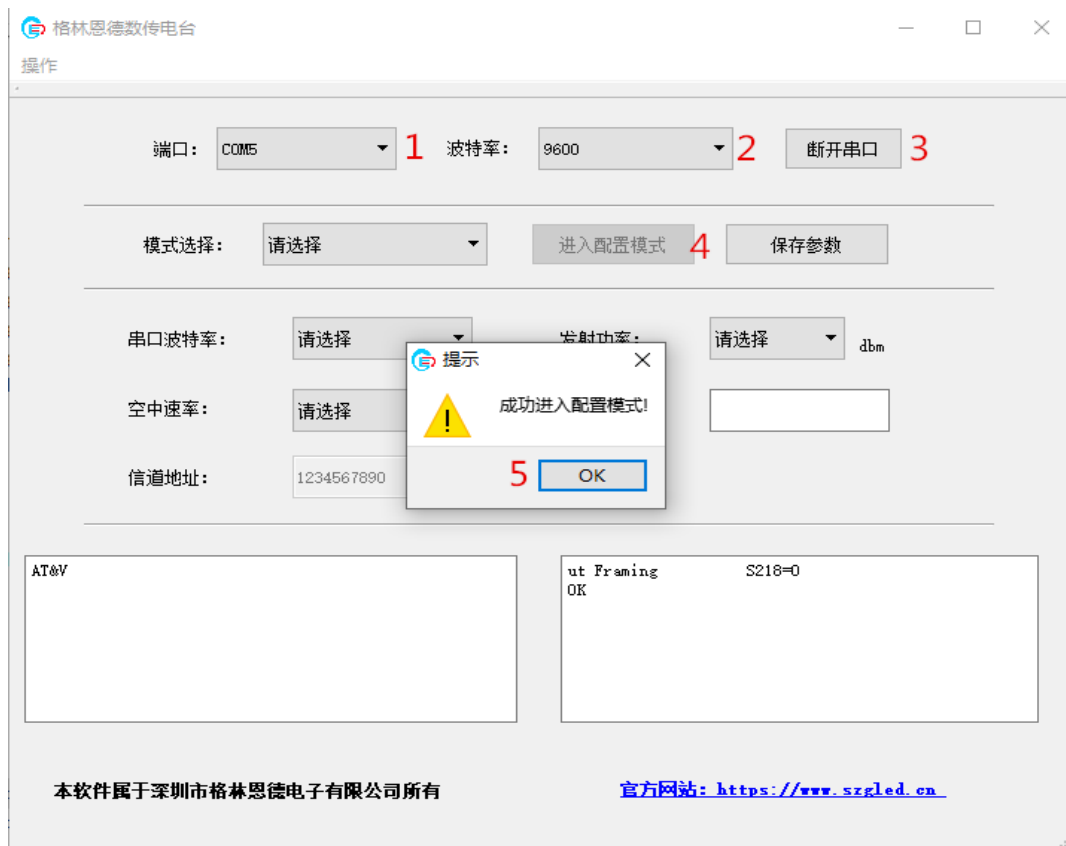 格林恩德数传电台
操作
端口： COM5 1 波特率： 9600 2 断开串口 3
模式选择： 请选择 进入配置模式 4 保存参数
串口波特率： 请选择 发射功率： 请选择 dbm
提示
空中速率： 请选择 成功进入配置模式!
信道地址： 1234567890 5 OK
AT&V
ut Framing S218=0
OK
本软件属于深圳市格林恩德电子有限公司所有
官方网站：https://www.szgled.cn